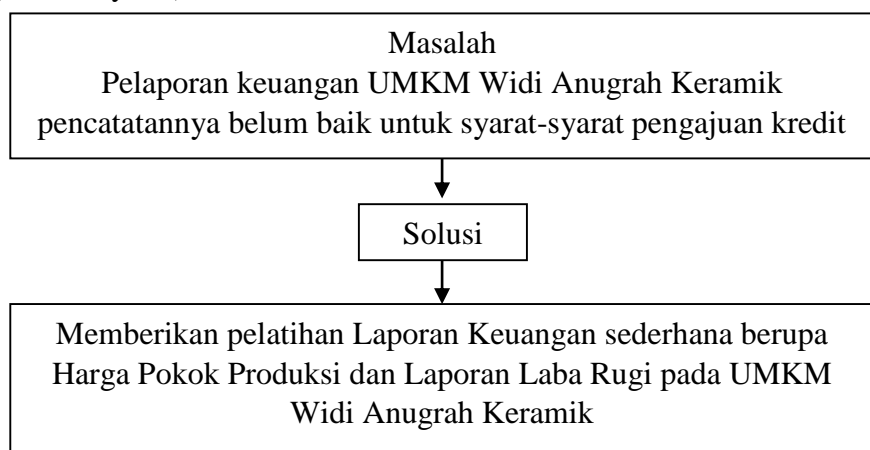 Masalah
Pelaporan keuangan UMKM Widi Anugrah Keramik
pencatatannya belum baik untuk syarat-syarat pengajuan kredit
Solusi
Memberikan pelatihan Laporan Keuangan sederhana berupa
Harga Pokok Produksi dan Laporan Laba Rugi pada UMKM
Widi Anugrah Keramik